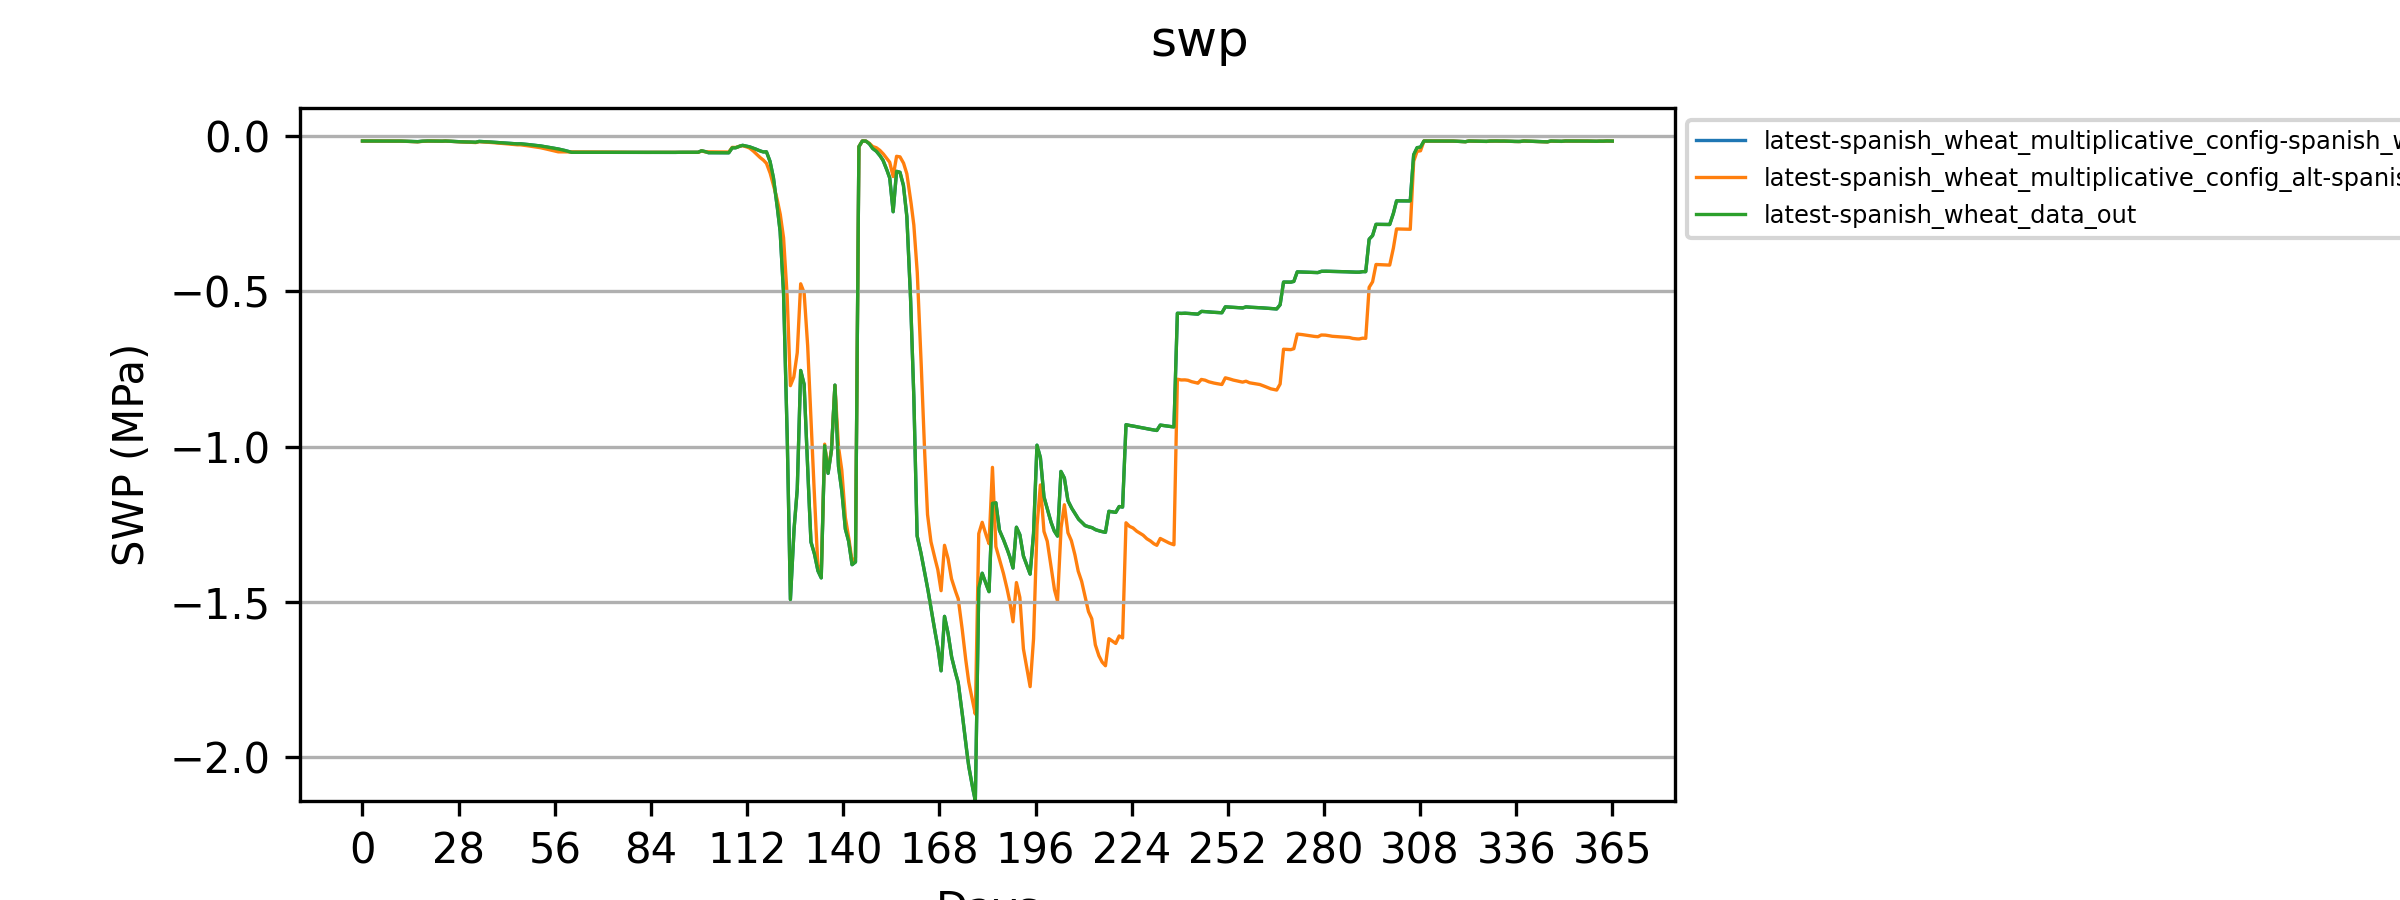 swp
0.0
−0.5
−1.0
−1.5
−2.0
SWP (MPa)
0 28 56 84 112 140 168 196 224 252 280 308 336 365
latest-spanish_wheat_multiplicative_config-spanish_w
latest-spanish_wheat_multiplicative_config_alt-spanis
latest-spanish_wheat_data_out
Days